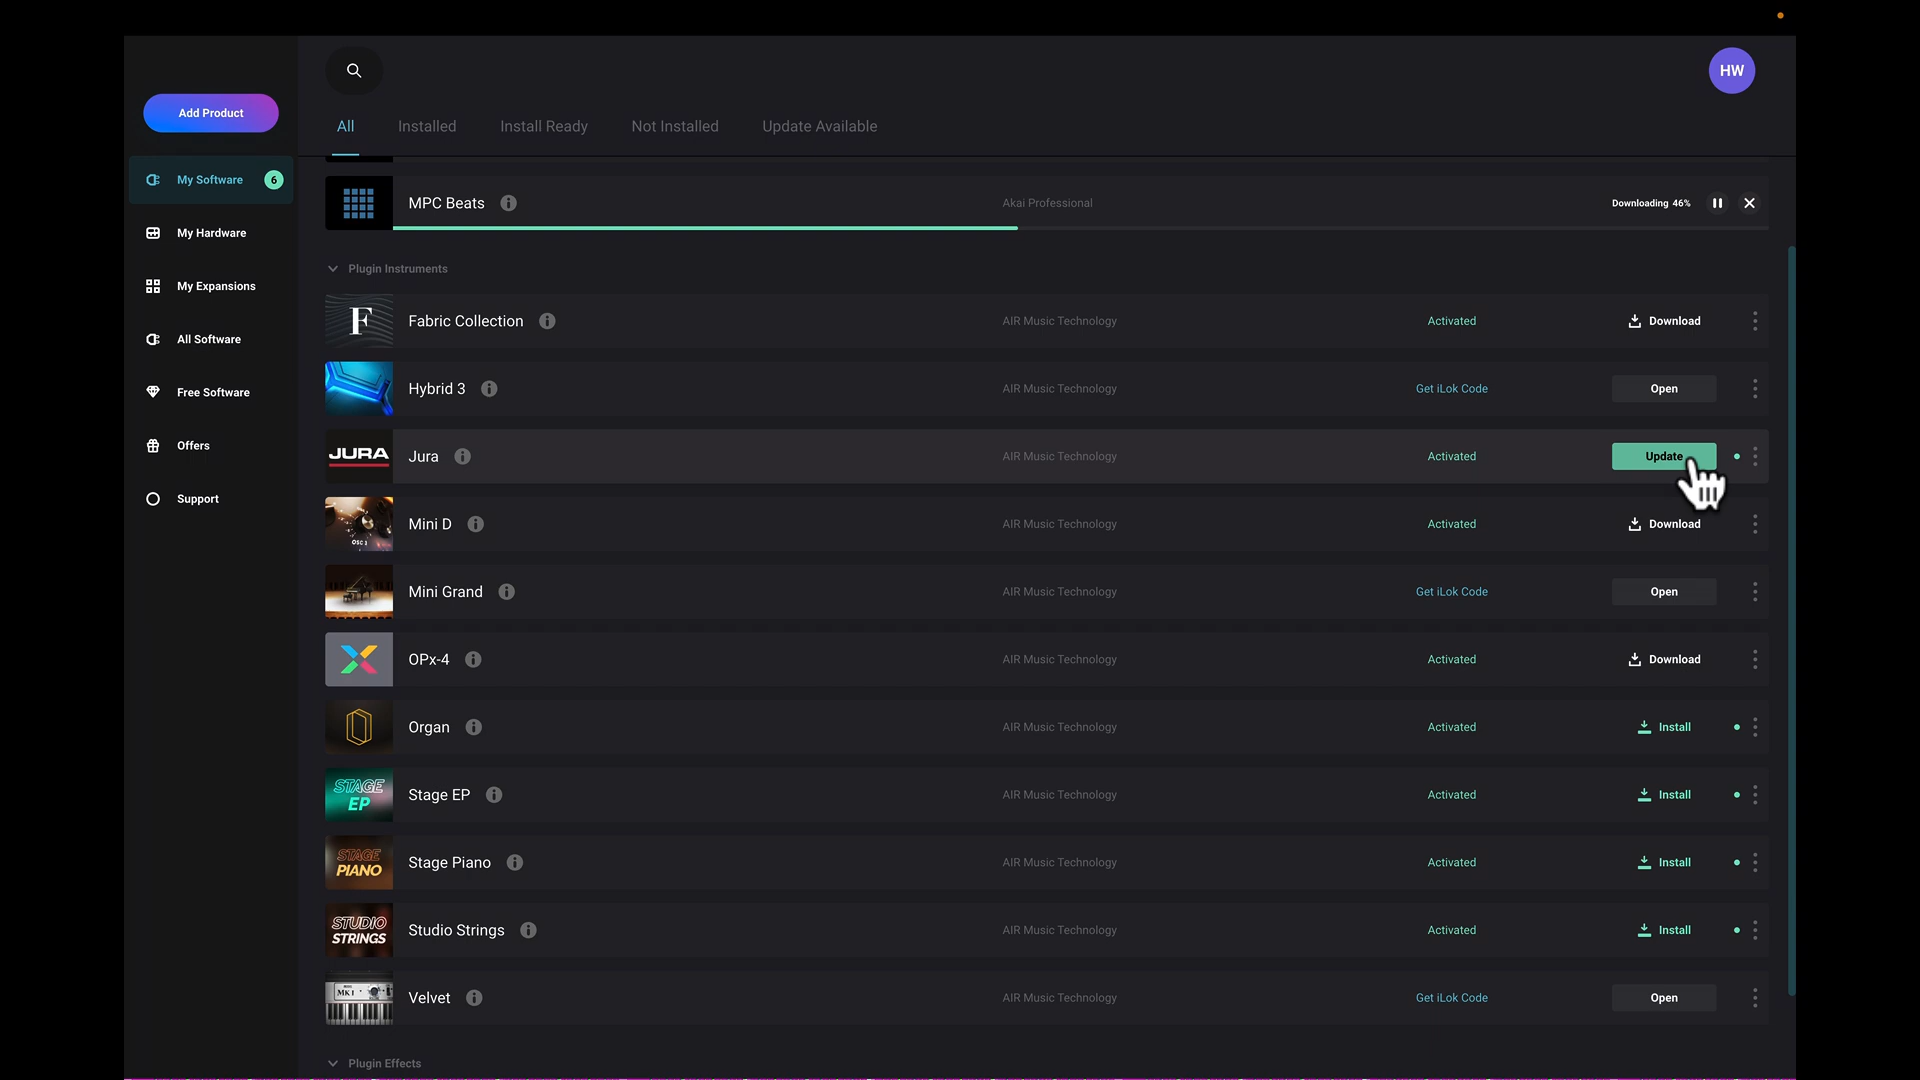 HW
Add Product
All Installed Install Ready Not Installed Update Available
My Software 6
My Hardware
My Expansions
All Software
Free Software
Offers
Support
MPC Beats Akai Professional Downloading 46%
Plugin Instruments
F Fabric Collection AIR Music Technology Activated Download
Hybrid 3 AIR Music Technology Get iLok Code Open
JURA Jura AIR Music Technology Activated Update
OSC 1 Mini D AIR Music Technology Activated Download
Mini Grand AIR Music Technology Get iLok Code Open
OPx-4 AIR Music Technology Activated Download
Organ AIR Music Technology Activated Install
STAGE
EP
Stage EP AIR Music Technology Activated Install
STAGE
PIANO
Stage Piano AIR Music Technology Activated Install
STUDIO
STRINGS
Studio Strings AIR Music Technology Activated Install
MK I Velvet AIR Music Technology Get iLok Code Open
Plugin Effects